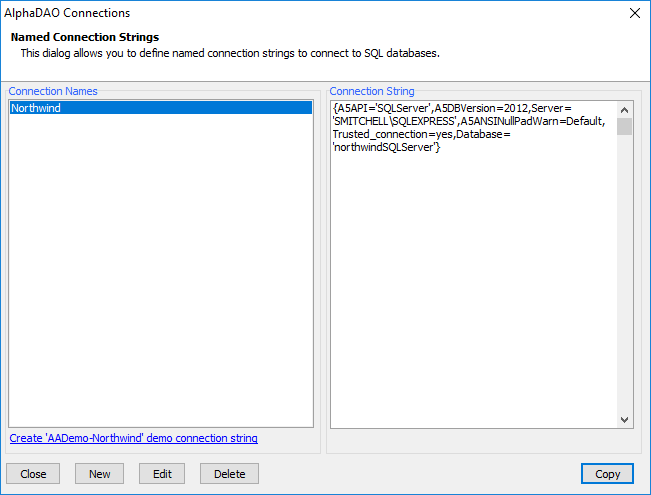 AlphaDAO Connections
Named Connection Strings
This dialog allows you to define named connection strings to connect to SQL databases.
Connection Names
Northwind
Create 'AADemo-Northwind' demo connection string
Connection String
{A5API='SQLServer',A5DBVersion=2012,Server=
'SMITCHELL\SQLEXPRESS',A5ANSINullPadWarn=Default,
Trusted_connection=yes,Database=
'northwindSQLServer'}
Close
New
Edit
Delete
Copy